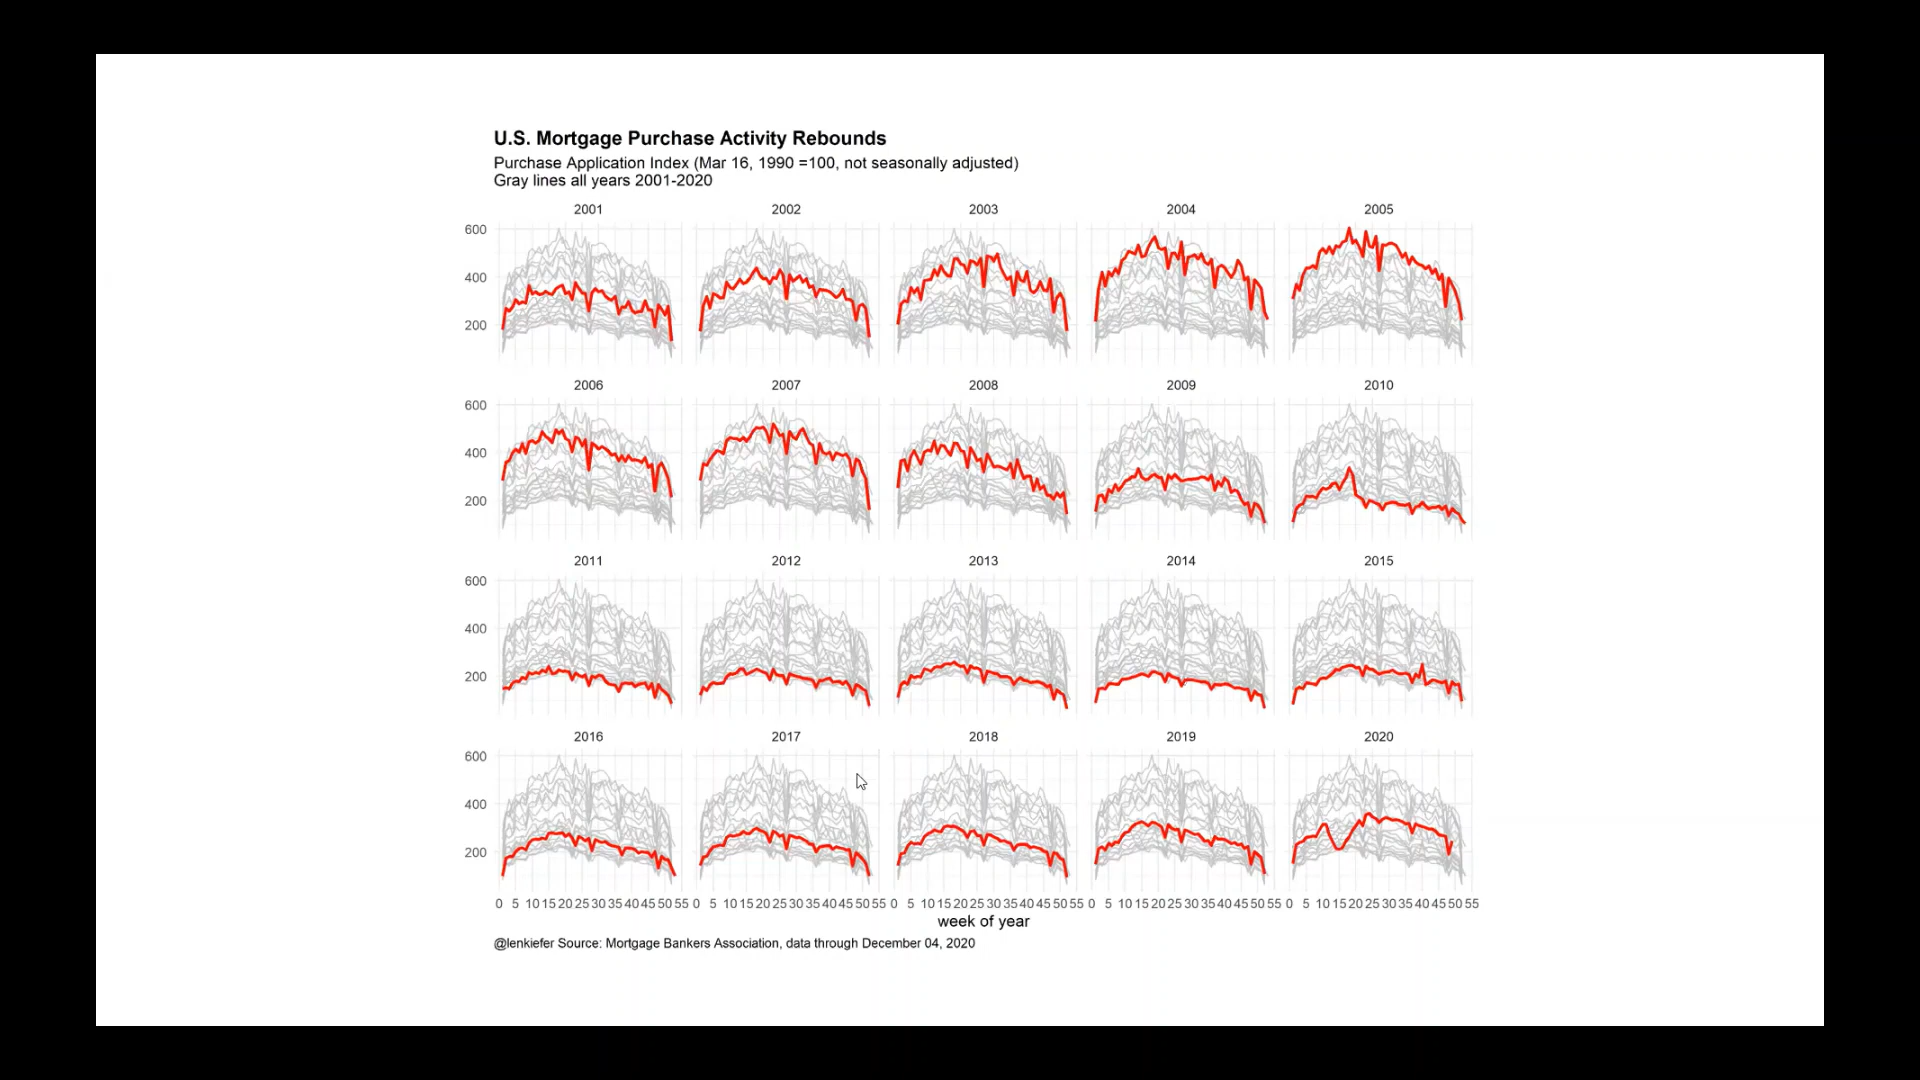 U.S. Mortgage Purchase Activity Rebounds
Purchase Application Index (Mar 16, 1990 =100, not seasonally adjusted)
Gray lines all years 2001-2020
2001 2002 2003 2004 2005
600
400
200
2006 2007 2008 2009 2010
600
400
200
2011 2012 2013 2014 2015
600
400
200
2016 2017 2018 2019 2020
600
400
200
0 5 10 15 20 25 30 35 40 45 50 55 0 5 10 15 20 25 30 35 40 45 50 55 0 5 10 15 20 25 30 35 40 45 50 55 0 5 10 15 20 25 30 35 40 45 50 55 0 5 10 15 20 25 30 35 40 45 50 55
week of year
@lenkiefer Source: Mortgage Bankers Association, data through December 04, 2020